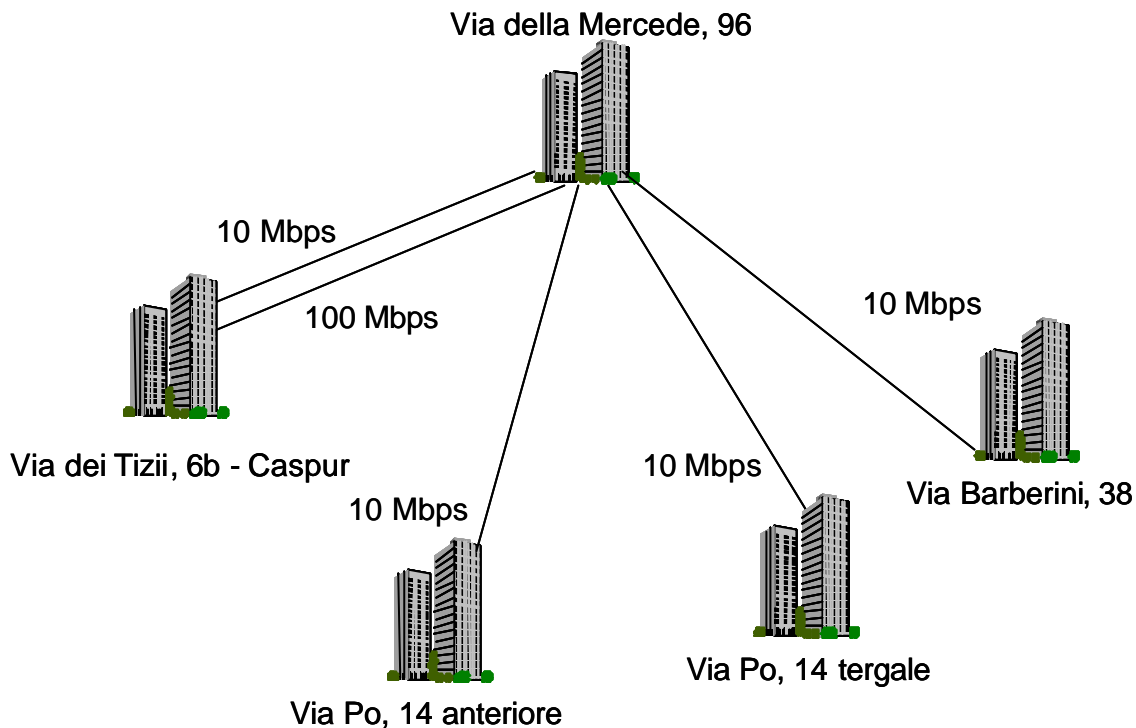 Via della Mercede, 96
10 Mbps
100 Mbps
10 Mbps
Via dei Tizii, 6b - Caspur
10 Mbps
10 Mbps
Via Barberini, 38
Via Po, 14 tergale
Via Po, 14 anteriore